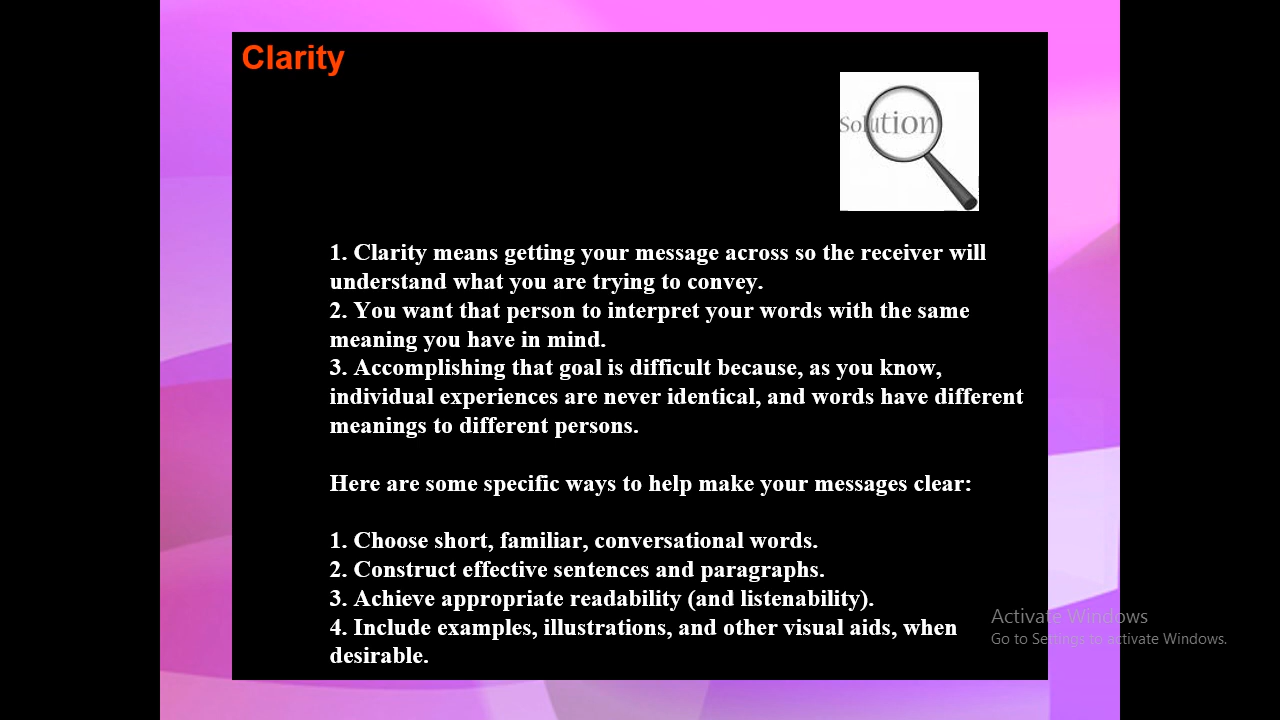 Clarity
Solution
1. Clarity means getting your message across so the receiver will
understand what you are trying to convey.
2. You want that person to interpret your words with the same
meaning you have in mind.
3. Accomplishing that goal is difficult because, as you know,
individual experiences are never identical, and words have different
meanings to different persons.
Here are some specific ways to help make your messages clear:
1. Choose short, familiar, conversational words.
2. Construct effective sentences and paragraphs.
3. Achieve appropriate readability (and listenability).
4. Include examples, illustrations, and other visual aids, when
desirable.
Activate Windows
Go to Settings to activate Windows.